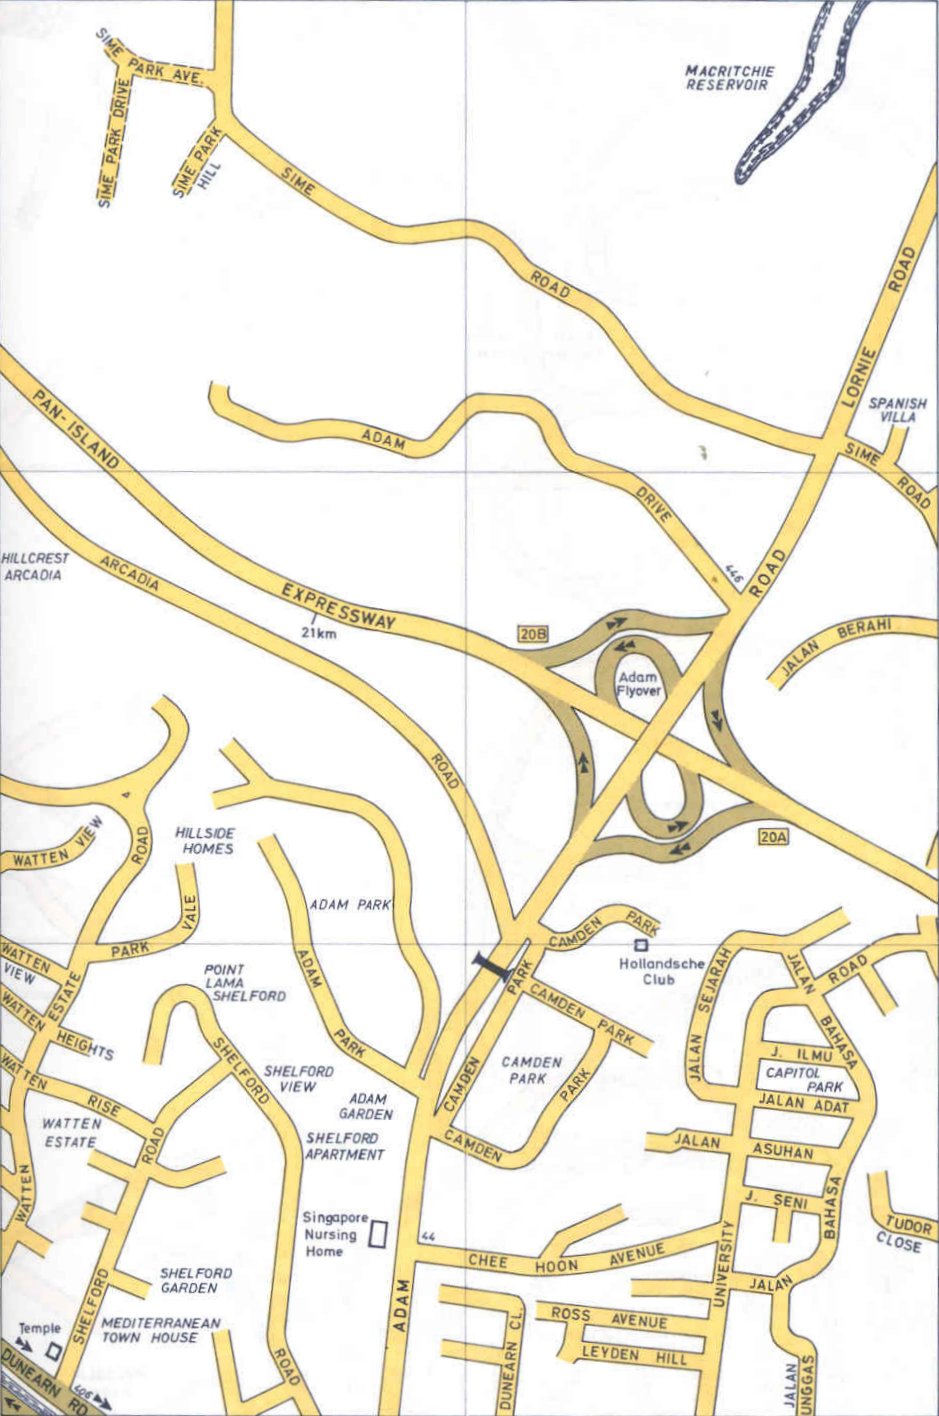 SIME
PARK AVE.
SIME PARK DRIVE
SIME PARK
HILL
MACRITCHIE
RESERVOIR
SIME
ROAD
LORNIE
ROAD
SPANISH
VILLA
SIME
ROAD
PAN-ISLAND
EXPRESSWAY
21km
ADAM
DRIVE
446
ROAD
HILLCREST
ARCADIA
ARCADIA
ROAD
20B
Adam
Flyover
20A
JALAN BERAHI
WATTEN VIEW
ROAD
HILLSIDE
HOMES
ADAM PARK
PARK
VALE
WATTEN
VIEW
ESTATE
POINT
LAMA
SHELFORD
ADAM
PARK
CAMDEN
PARK
Hollandsche
Club
WATTEN
HEIGHTS
CAMDEN
PARK
CAMDEN PARK
CAMDEN
PARK
CAMDEN
PARK
JALAN SEJARAH
JALAN
BAHASA
ROAD
J. ILMU
CAPITOL
PARK
JALAN ADAT
JALAN
ASUHAN
J. SENI
BAHASA
JALAN
TUDOR
CLOSE
WATTEN
RISE
SHELFORD
SHELFORD
VIEW
ADAM
GARDEN
WATTEN
ESTATE
ROAD
SHELFORD
APARTMENT
WATTEN
Singapore
Nursing
Home
44
CHEE HOON AVENUE
UNIVERSITY
SHELFORD
GARDEN
SHELFORD
ADAM
DUNEARN CL.
ROSS AVENUE
LEYDEN HILL
MEDITERRANEAN
TOWN HOUSE
Temple
DUNEARN RD
406
ROAD
JALAN
UNGGAS